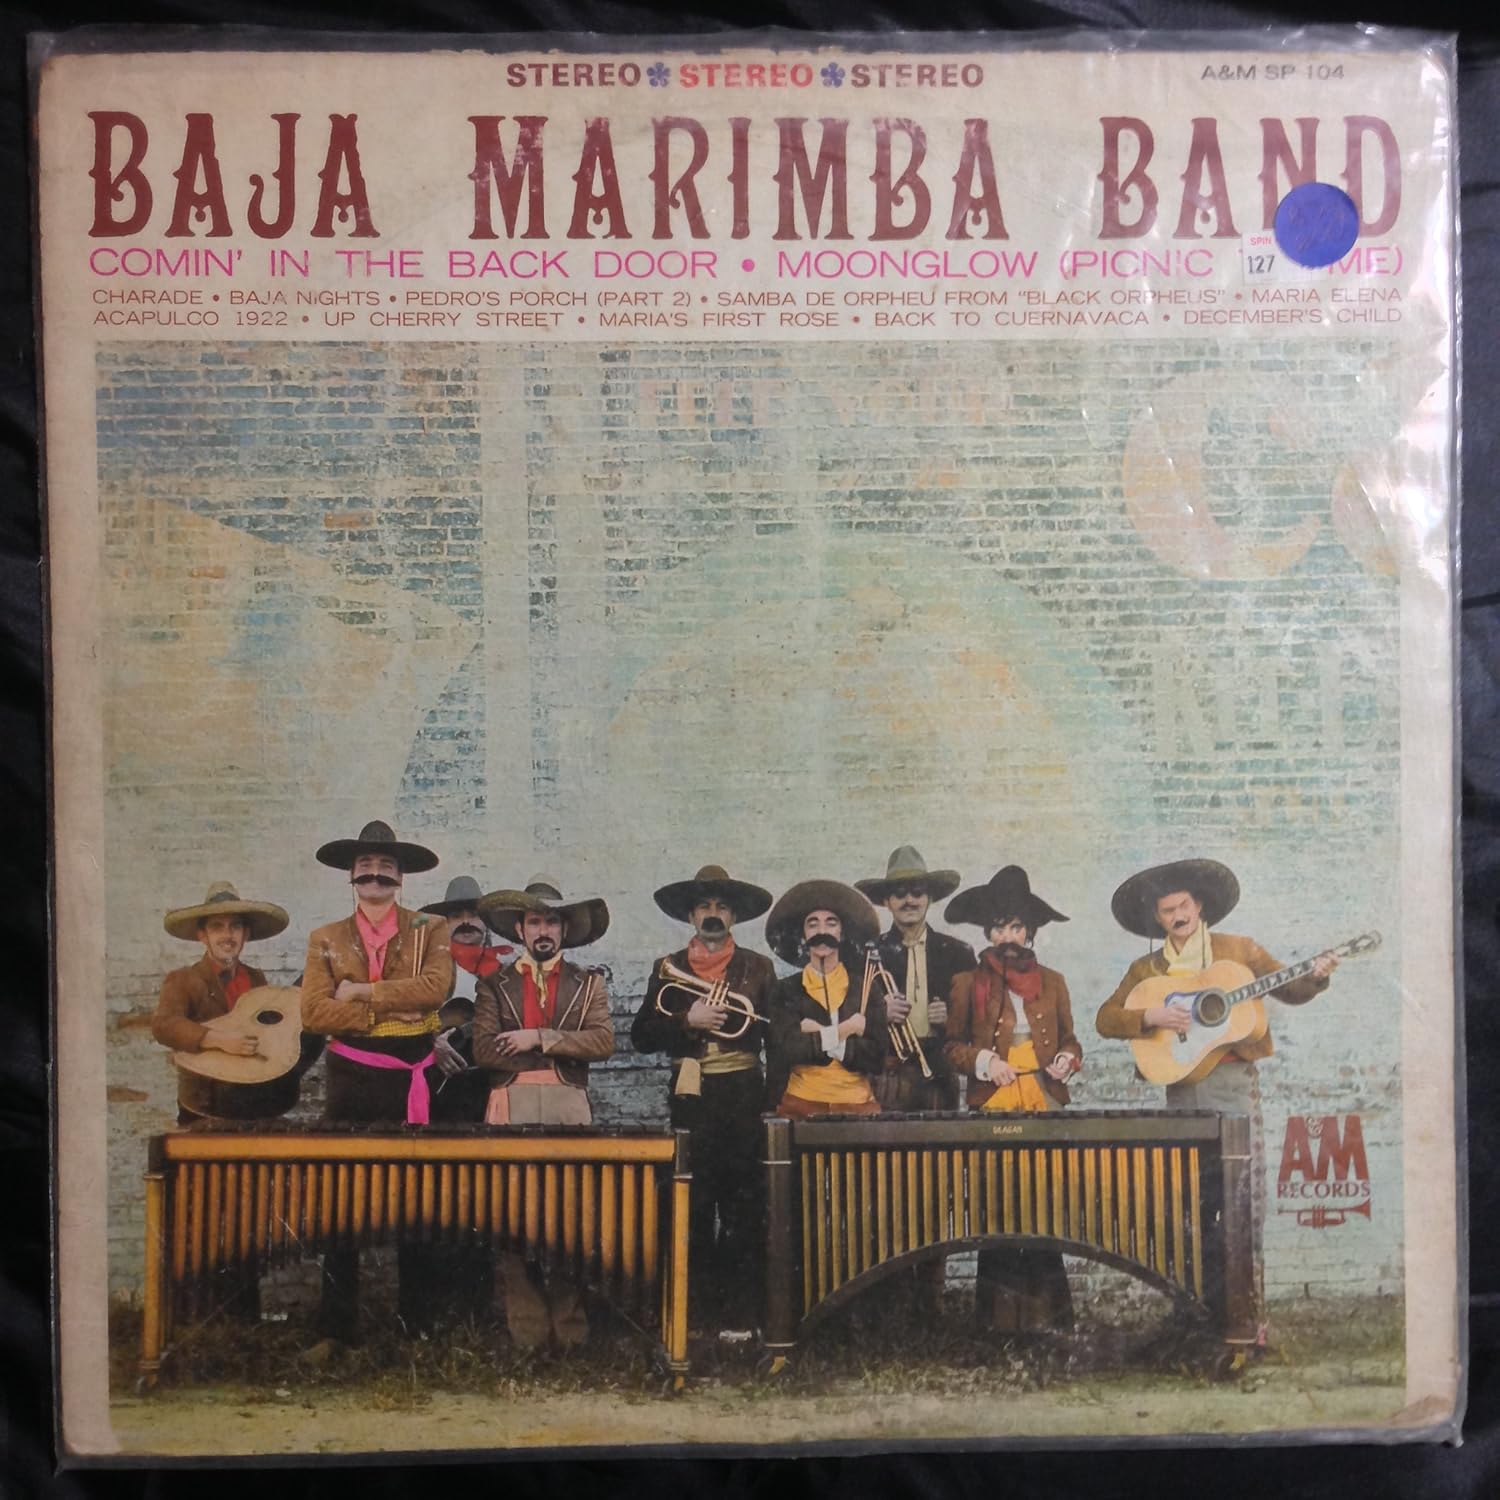 STEREO STEREO STEREO
A&M SP 104
BAJA MARIMBA BAND
COMIN' IN THE BACK DOOR • MOONGLOW (PICNIC
SPIN
127
CHARADE • BAJA NIGHTS • PEDRO'S PORCH (PART 2) • SAMBA DE ORPHEU FROM "BLACK ORPHEUS" • MARIA ELENA
ACAPULCO 1922 • UP CHERRY STREET • MARIA'S FIRST ROSE • BACK TO CUERNAVACA • DECEMBER'S CHILD
DEAGAN
A&M
RECORDS